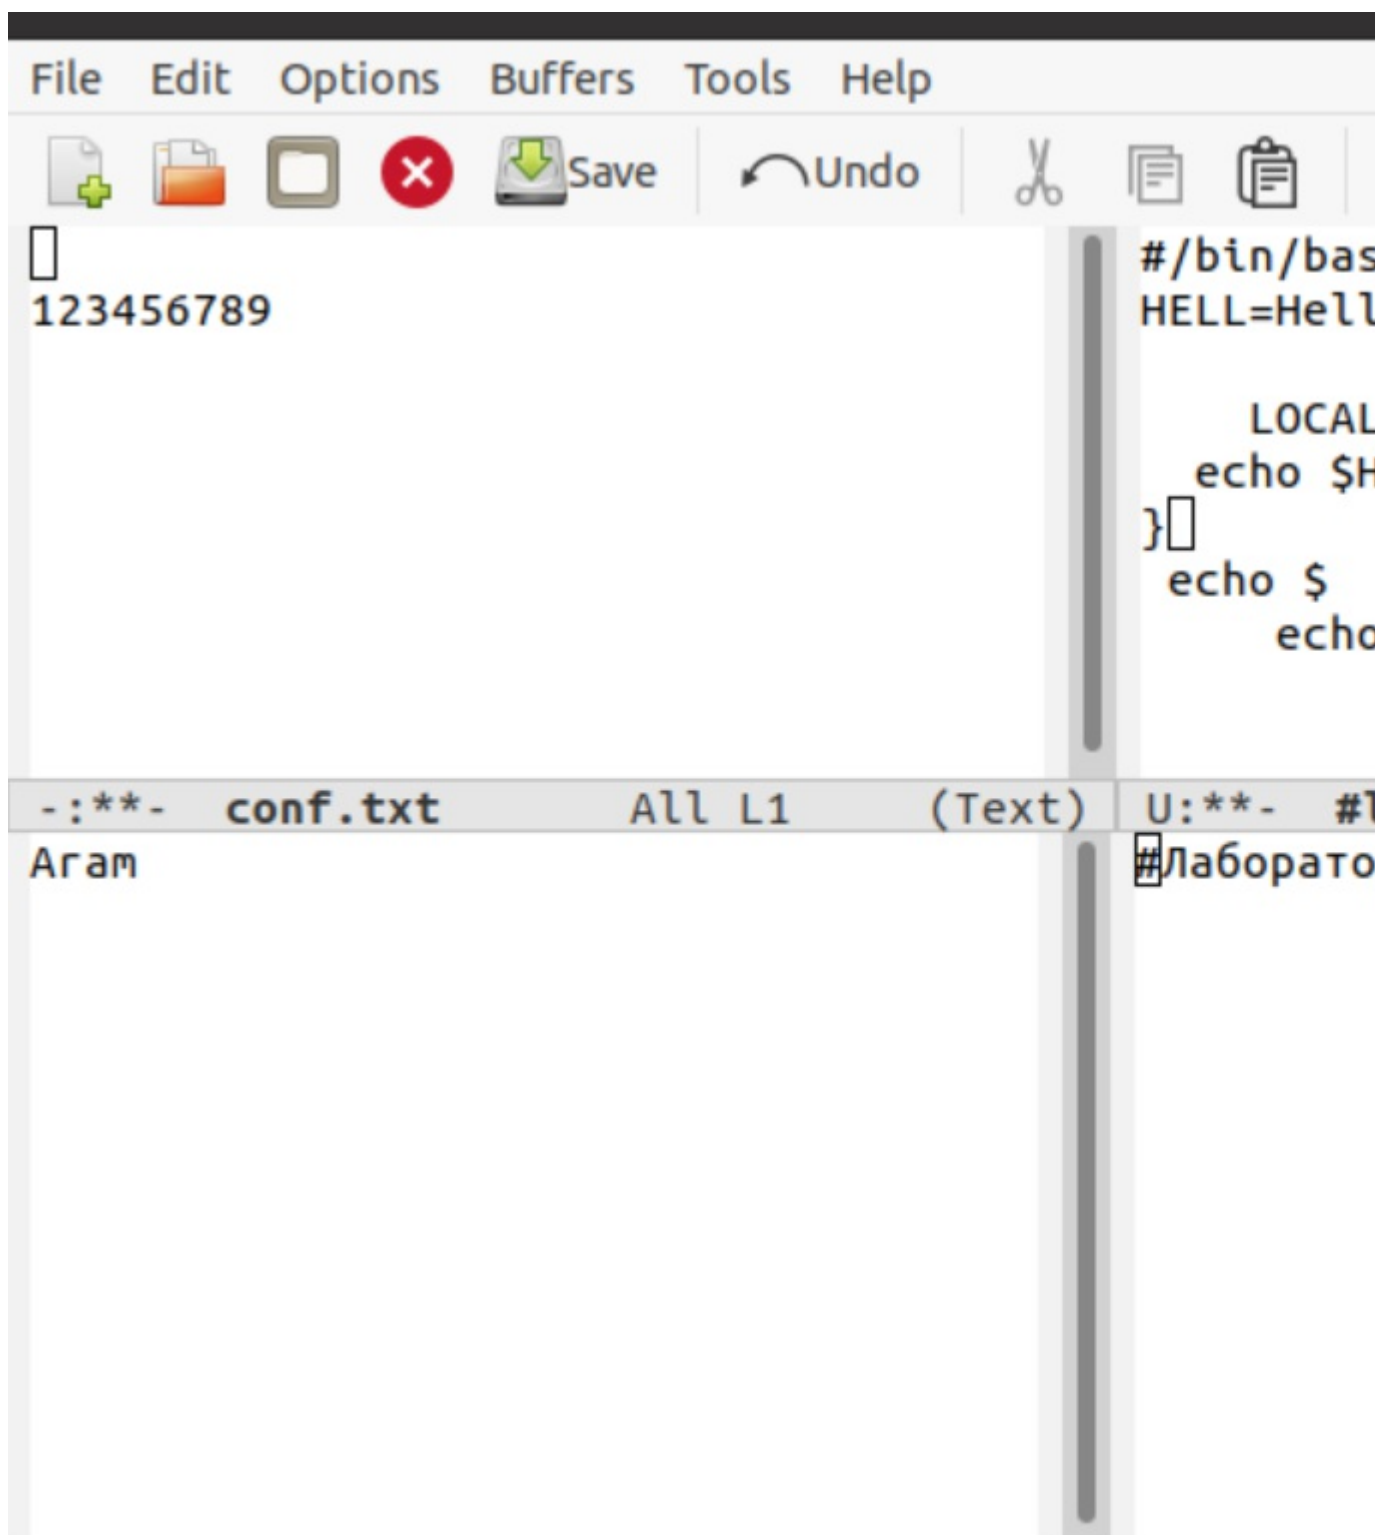 File Edit Options Buffers Tools Help
Save Undo
123456789
-:**- conf.txt All L1 (Text)
Агам
#/bin/bas
HELL=Hell
LOCAL
echo $H
}
echo $
echo
U:**- #l
#Лаборато